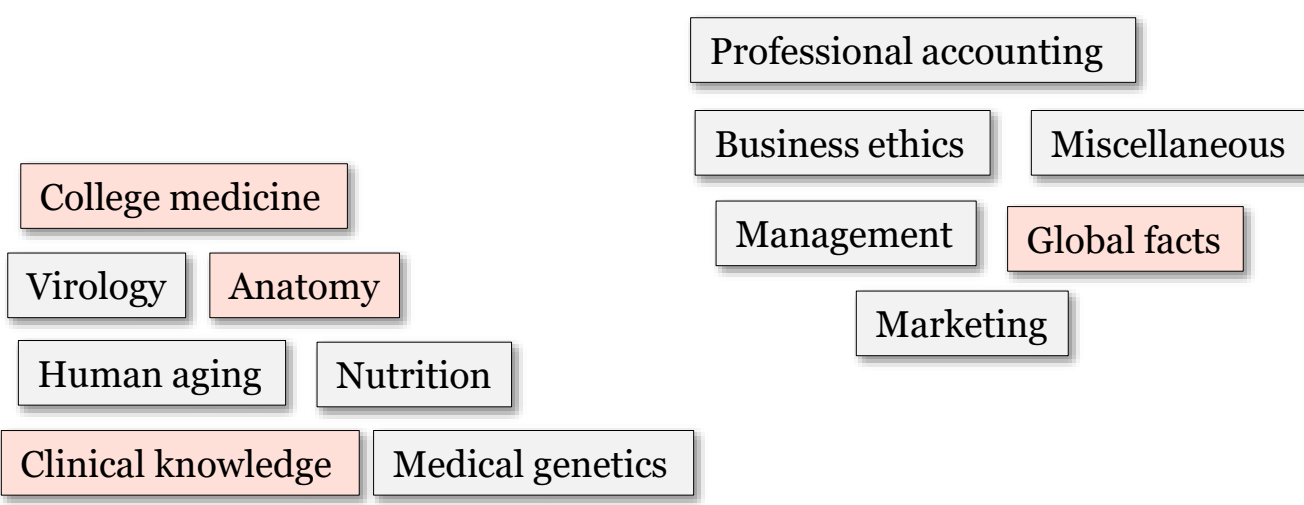 Professional accounting
Business ethics
Miscellaneous
College medicine
Management
Global facts
Virology
Anatomy
Marketing
Human aging
Nutrition
Clinical knowledge
Medical genetics